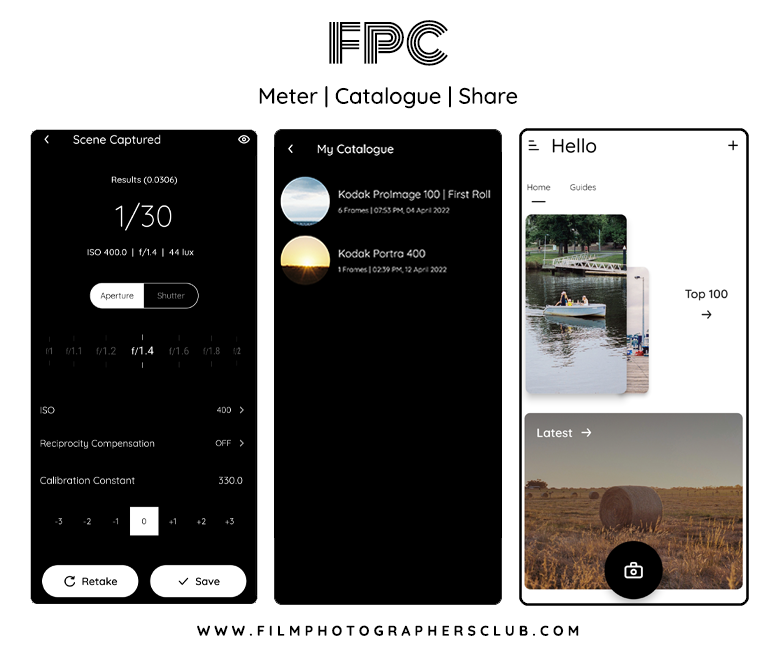 FPC
Meter | Catalogue | Share
Scene Captured
Results (0.0306)
1/30
ISO 400.0 | f/1.4 | 44 lux
Aperture Shutter
f/1 f/1.1 f/1.2 f/1.4 f/1.6 f/1.8 f/2
ISO 400
Reciprocity Compensation OFF
Calibration Constant 330.0
-3 -2 -1 0 +1 +2 +3
Retake Save
My Catalogue
Kodak ProImage 100 | First Roll
6 Frames | 07:53 PM, 04 April 2022
Kodak Portra 400
1 Frames | 02:39 PM, 12 April 2022
Hello
Home Guides
Top 100
Latest
WWW.FILMPHOTOGRAPHERSCLUB.COM